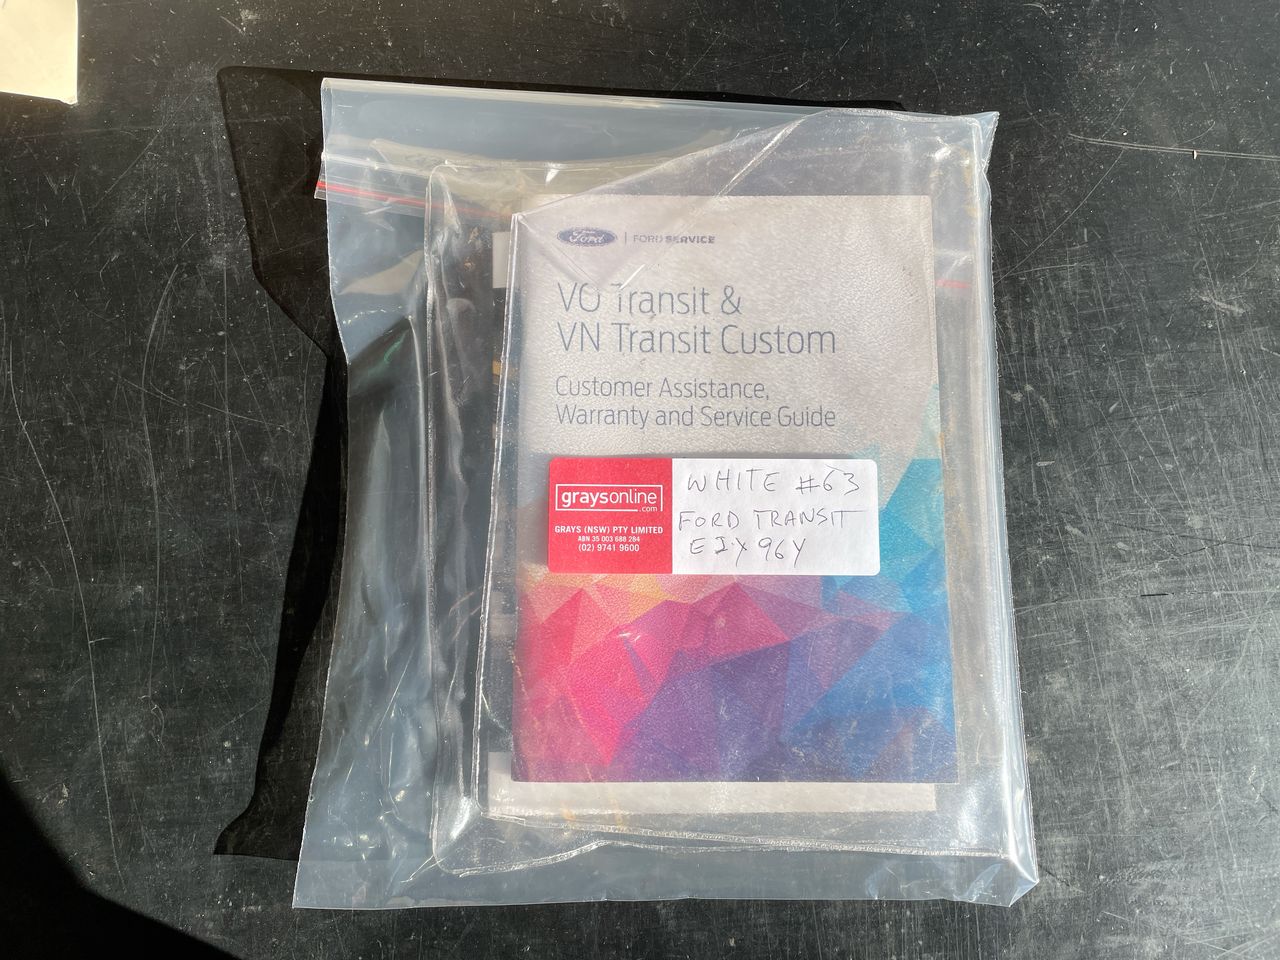 Ford | FORD SERVICE
VO Transit &
VN Transit Custom
Customer Assistance,
Warranty and Service Guide
graysonline
.com
GRAYS (NSW) PTY LIMITED
ABN 35 003 688 284
(02) 9741 9600
WHITE #63
FORD TRANSIT
EIY96Y